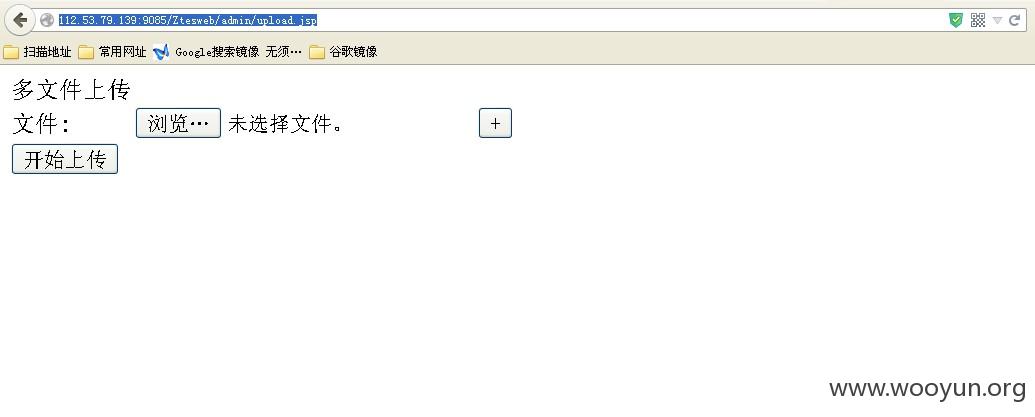 112.53.79.139:9085/Ztesweb/admin/upload.jsp
扫描地址 常用网址 Google搜索镜像 无须… 谷歌镜像
多文件上传
文件： 浏览… 未选择文件。 +
开始上传
www.wooyun.org